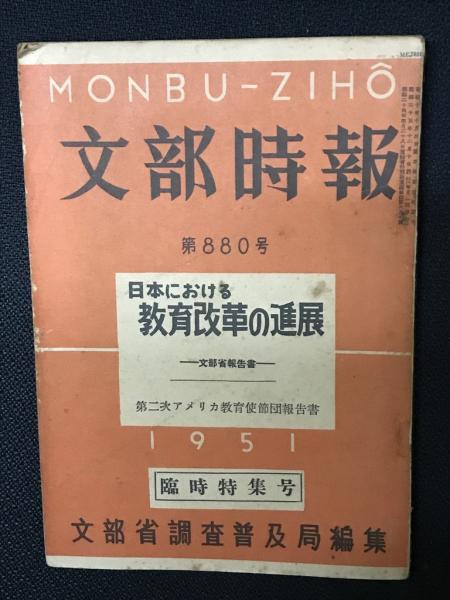 MONBU-ZIHÔ
文部時報
第880号
日本における
教育改革の進展
―文部省報告書―
第二次アメリカ教育使節団報告書
1951
臨時特集号
文部省調査普及局編集